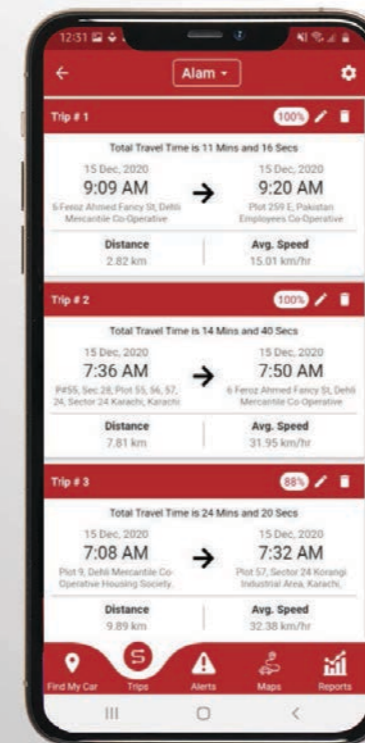 12:31
Alam
Trip # 1
100%
Total Travel Time is 11 Mins and 16 Secs
15 Dec, 2020
15 Dec, 2020
9:09 AM
9:20 AM
6 Feroz Ahmed Fancy St, Dehli
Mercantile Co-Operative
Plot 259 E, Pakistan
Employees Co-Operative
Distance
Avg. Speed
2.82 km
15.01 km/hr
Trip # 2
100%
Total Travel Time is 14 Mins and 40 Secs
15 Dec, 2020
15 Dec, 2020
7:36 AM
7:50 AM
P#55, Sec 28, Plot 55, 56, 57,
24, Sector 24 Karachi, Karachi
6 Feroz Ahmed Fancy St, Dehli
Mercantile Co-Operative
Distance
Avg. Speed
7.81 km
31.95 km/hr
Trip # 3
88%
Total Travel Time is 24 Mins and 20 Secs
15 Dec, 2020
15 Dec, 2020
7:08 AM
7:32 AM
Plot 9, Dehli Mercantile Co-
Operative Housing Society.
Plot 57, Sector 24 Korangi
Industrial Area, Karachi,
Distance
Avg. Speed
9.89 km
32.38 km/hr
Find My Car
Trips
Alerts
Maps
Reports